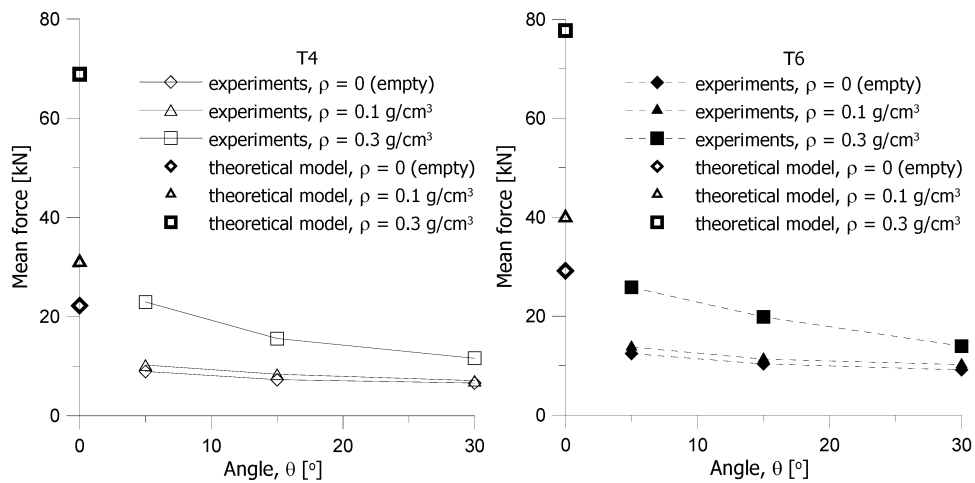 80
60
40
20
0
Mean force [kN]
T4
experiments, ρ = 0 (empty)
experiments, ρ = 0.1 g/cm³
experiments, ρ = 0.3 g/cm³
theoretical model, ρ = 0 (empty)
theoretical model, ρ = 0.1 g/cm³
theoretical model, ρ = 0.3 g/cm³
0 10 20 30
Angle, θ [º]
80
60
40
20
0
Mean force [kN]
T6
experiments, ρ = 0 (empty)
experiments, ρ = 0.1 g/cm³
experiments, ρ = 0.3 g/cm³
theoretical model, ρ = 0 (empty)
theoretical model, ρ = 0.1 g/cm³
theoretical model, ρ = 0.3 g/cm³
0 10 20 30
Angle, θ [º]